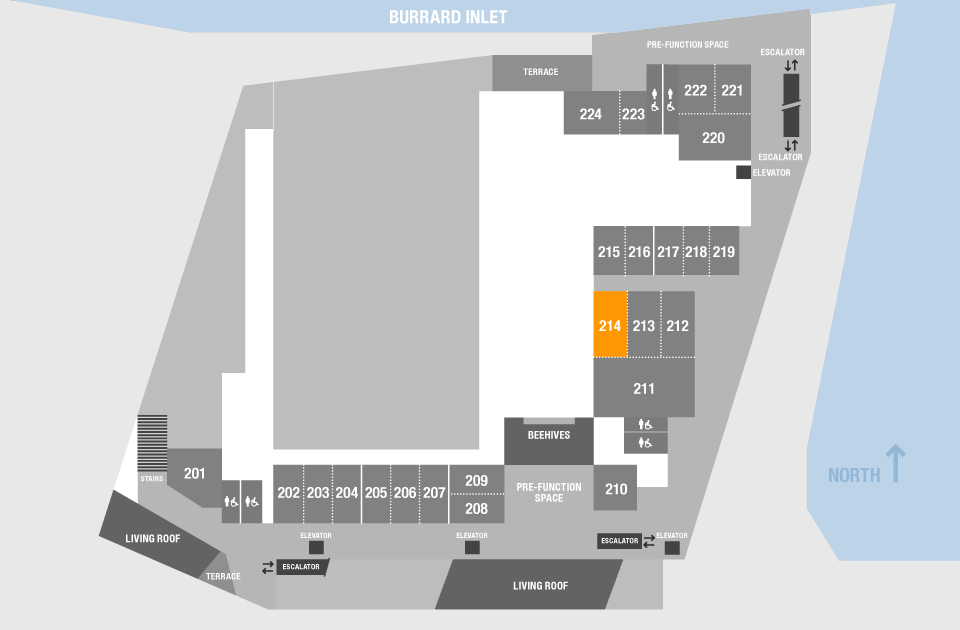 BURRARD INLET
PRE-FUNCTION SPACE
ESCALATOR
TERRACE
222
221
224
223
220
ESCALATOR
ELEVATOR
215
216
217
218
219
214
213
212
211
BEEHIVES
201
STAIRS
202
203
204
205
206
207
209
208
PRE-FUNCTION
SPACE
210
NORTH
LIVING ROOF
ELEVATOR
ELEVATOR
ESCALATOR
ELEVATOR
TERRACE
ESCALATOR
LIVING ROOF